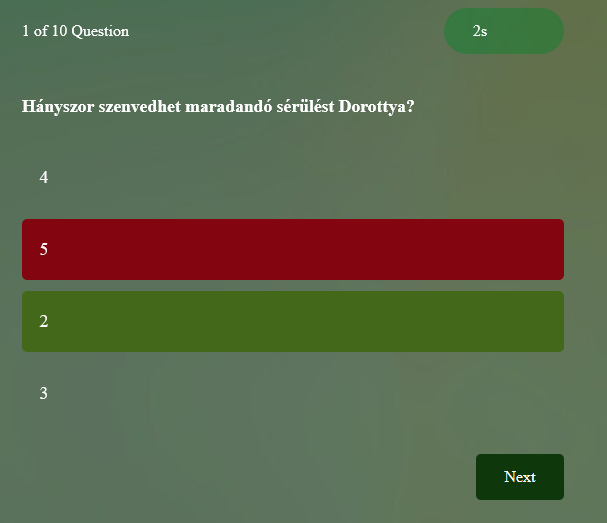 1 of 10 Question
2s
Hányszor szenvedhet maradandó sérülést Dorottya?
4
5
2
3
Next